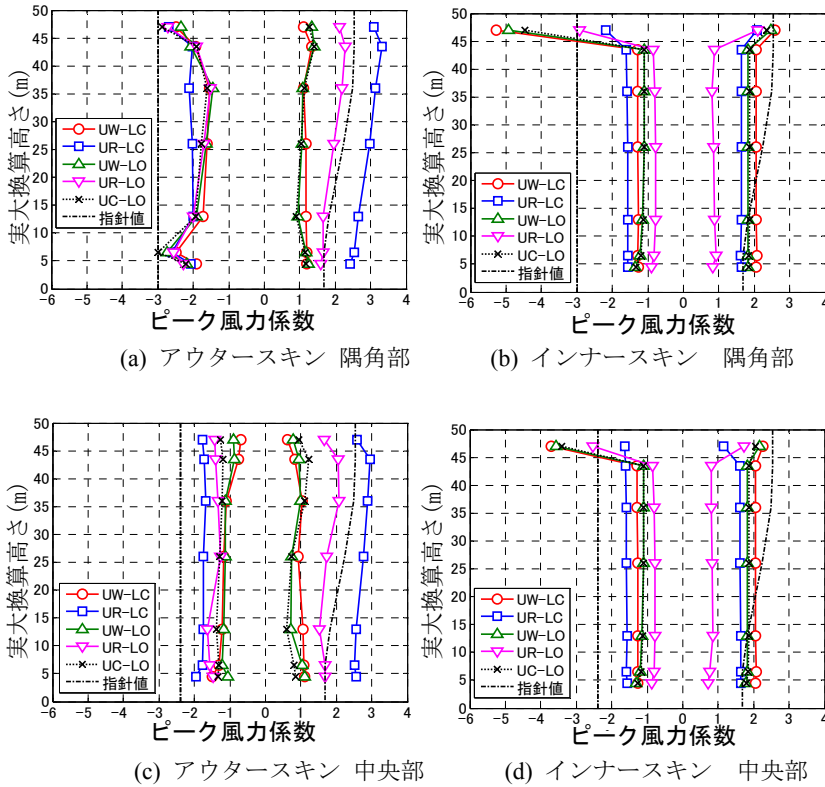 実大換算高さ(m)
50
45
40
35
30
25
20
15
10
5
0
UW-LC
UR-LC
UW-LO
UR-LO
UC-LO
指針値
-6 -5 -4 -3 -2 -1 0 1 2 3 4
ピーク風力係数
(a) アウタースキン 隅角部
実大換算高さ(m)
50
45
40
35
30
25
20
15
10
5
0
UW-LC
UR-LC
UW-LO
UR-LO
UC-LO
指針値
-6 -5 -4 -3 -2 -1 0 1 2 3 4
ピーク風力係数
(b) インナースキン 隅角部
実大換算高さ(m)
50
45
40
35
30
25
20
15
10
5
0
UW-LC
UR-LC
UW-LO
UR-LO
UC-LO
指針値
-6 -5 -4 -3 -2 -1 0 1 2 3 4
ピーク風力係数
(c) アウタースキン 中央部
実大換算高さ(m)
50
45
40
35
30
25
20
15
10
5
0
UW-LC
UR-LC
UW-LO
UR-LO
UC-LO
指針値
-6 -5 -4 -3 -2 -1 0 1 2 3 4
ピーク風力係数
(d) インナースキン 中央部